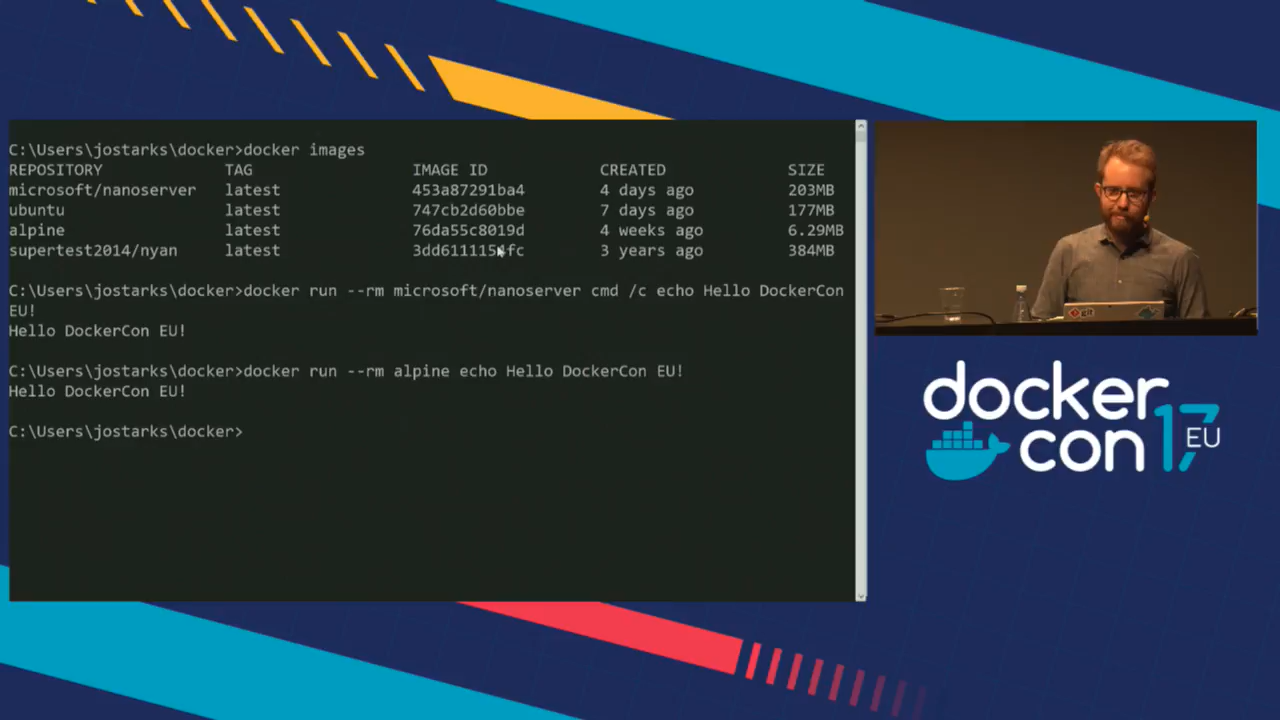 C:\Users\jostarks\docker>docker images
REPOSITORY TAG IMAGE ID CREATED SIZE
microsoft/nanoserver latest 453a87291ba4 4 days ago 203MB
ubuntu latest 747cb2d60bbe 7 days ago 177MB
alpine latest 76da55c8019d 4 weeks ago 6.29MB
supertest2014/nyan latest 3 years ago 384MB
C:\Users\jostarks\docker>docker run --rm microsoft/nanoserver cmd /c echo Hello DockerCon
EU!
Hello DockerCon EU!
C:\Users\jostarks\docker>docker run --rm alpine echo Hello DockerCon EU!
Hello DockerCon EU!
C:\Users\jostarks\docker>
git
docker
con 17 EU